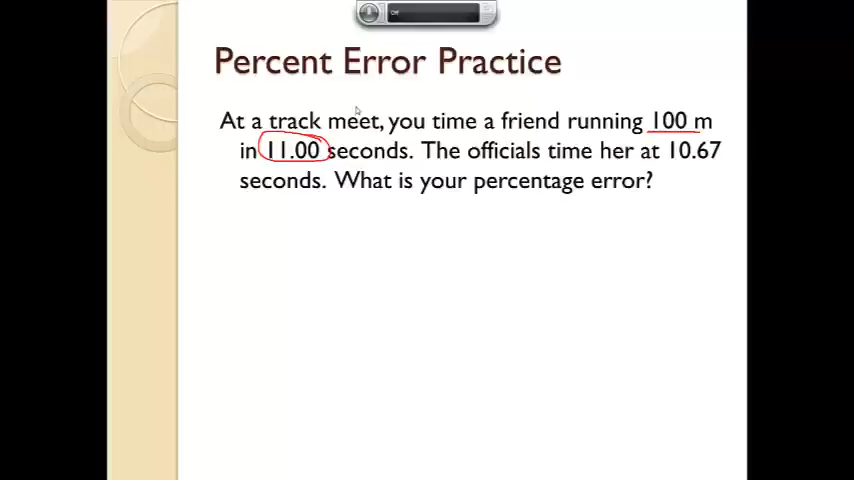 Percent Error Practice
At a track meet, you time a friend running 100 m
in 11.00 seconds. The officials time her at 10.67
seconds. What is your percentage error?